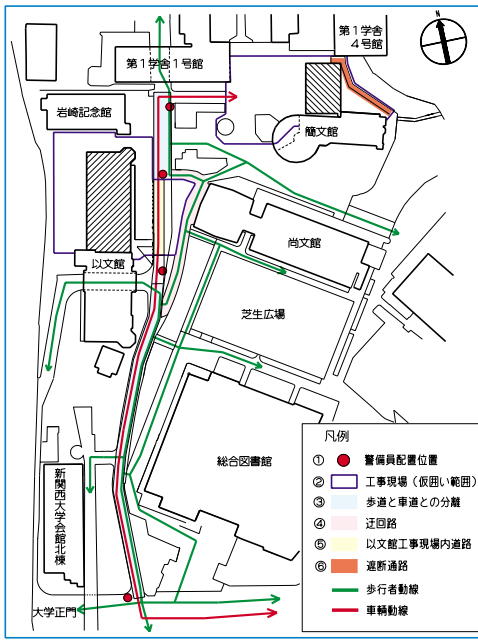 第1学舎
4号館
N
第1学舎1号館
岩崎記念館
簡文館
尚文館
以文館
芝生広場
総合図書館
新関西大学会館北棟
大学正門
凡例
① 警備員配置位置
② 工事現場（仮囲い範囲）
③ 歩道と車道との分離
④ 迂回路
⑤ 以文館工事現場内道路
⑥ 遮断通路
歩行者動線
車輌動線